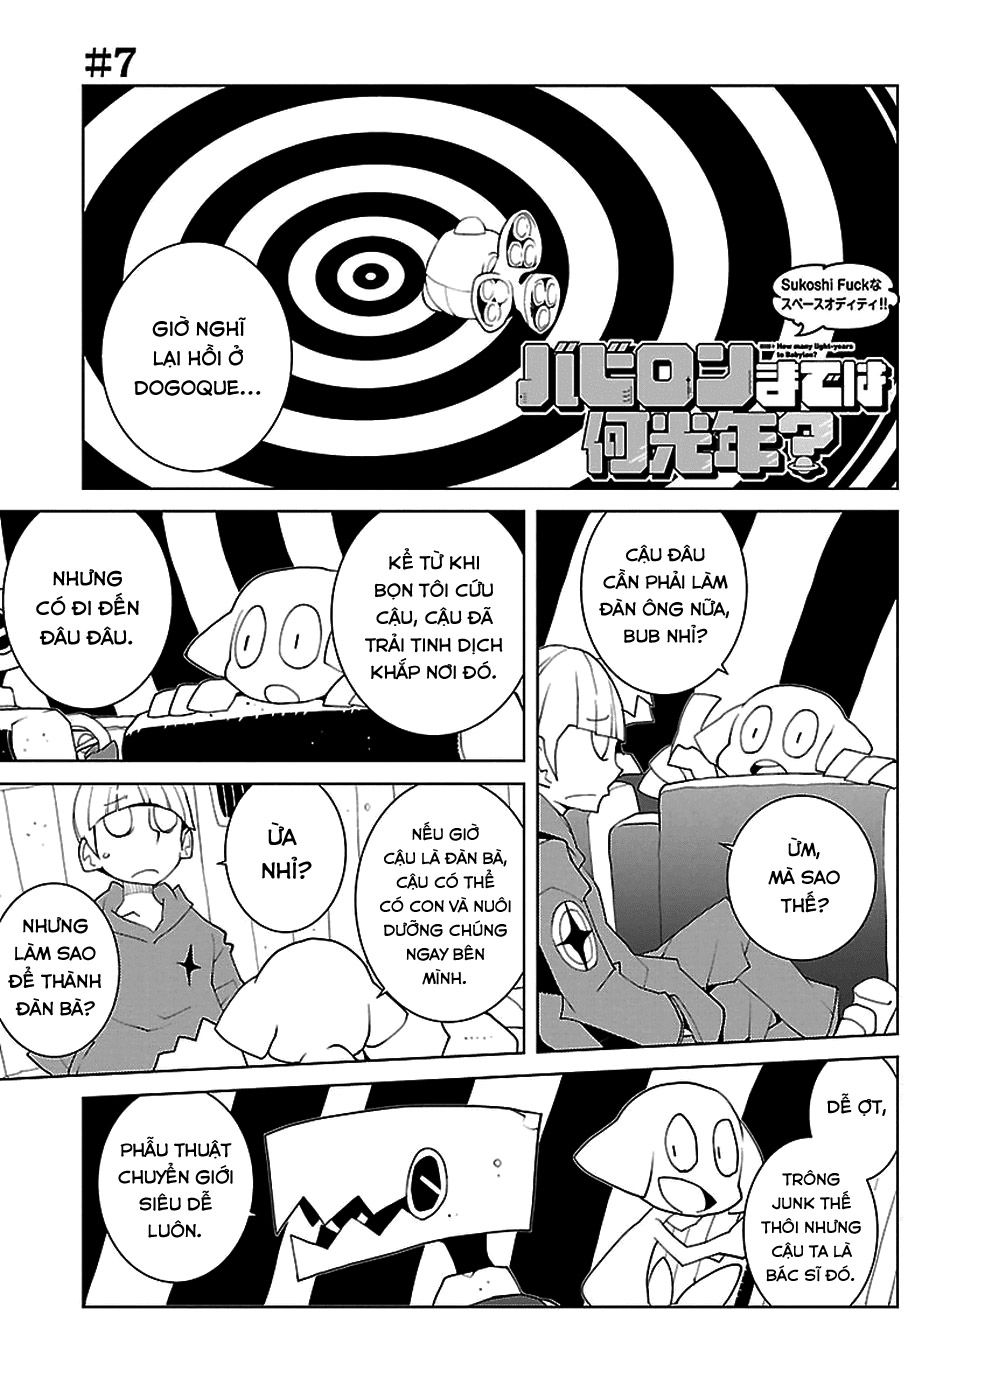 #7
GIỜ NGHĨ
LẠI HỒI Ở
DOGOQUE...
Sukoshi Fuckな
スペースオディティ!!
How many light-years
to Babylon?
バビロンまでは
何光年?
CẬU ĐÂU
CẦN PHẢI LÀM
ĐÀN ÔNG NỮA,
BUB NHỈ?
ỪM,
MÀ SAO
THẾ?
KỂ TỪ KHI
BỌN TÔI CỨU
CẬU, CẬU ĐÃ
TRẢI TINH DỊCH
KHẮP NƠI ĐÓ.
NHƯNG
CÓ ĐI ĐẾN
ĐÂU ĐÂU.
NẾU GIỜ
CẬU LÀ ĐÀN BÀ,
CẬU CÓ THỂ
CÓ CON VÀ NUÔI
DƯỠNG CHÚNG
NGAY BÊN
MÌNH.
ỪA
NHỈ?
NHƯNG
LÀM SAO
ĐỂ THÀNH
ĐÀN BÀ?
DỄ ỢT,
TRÔNG
JUNK THẾ
THÔI NHƯNG
CẬU TA LÀ
BÁC SĨ ĐÓ.
PHẪU THUẬT
CHUYỂN GIỚI
SIÊU DỄ
LUÔN.